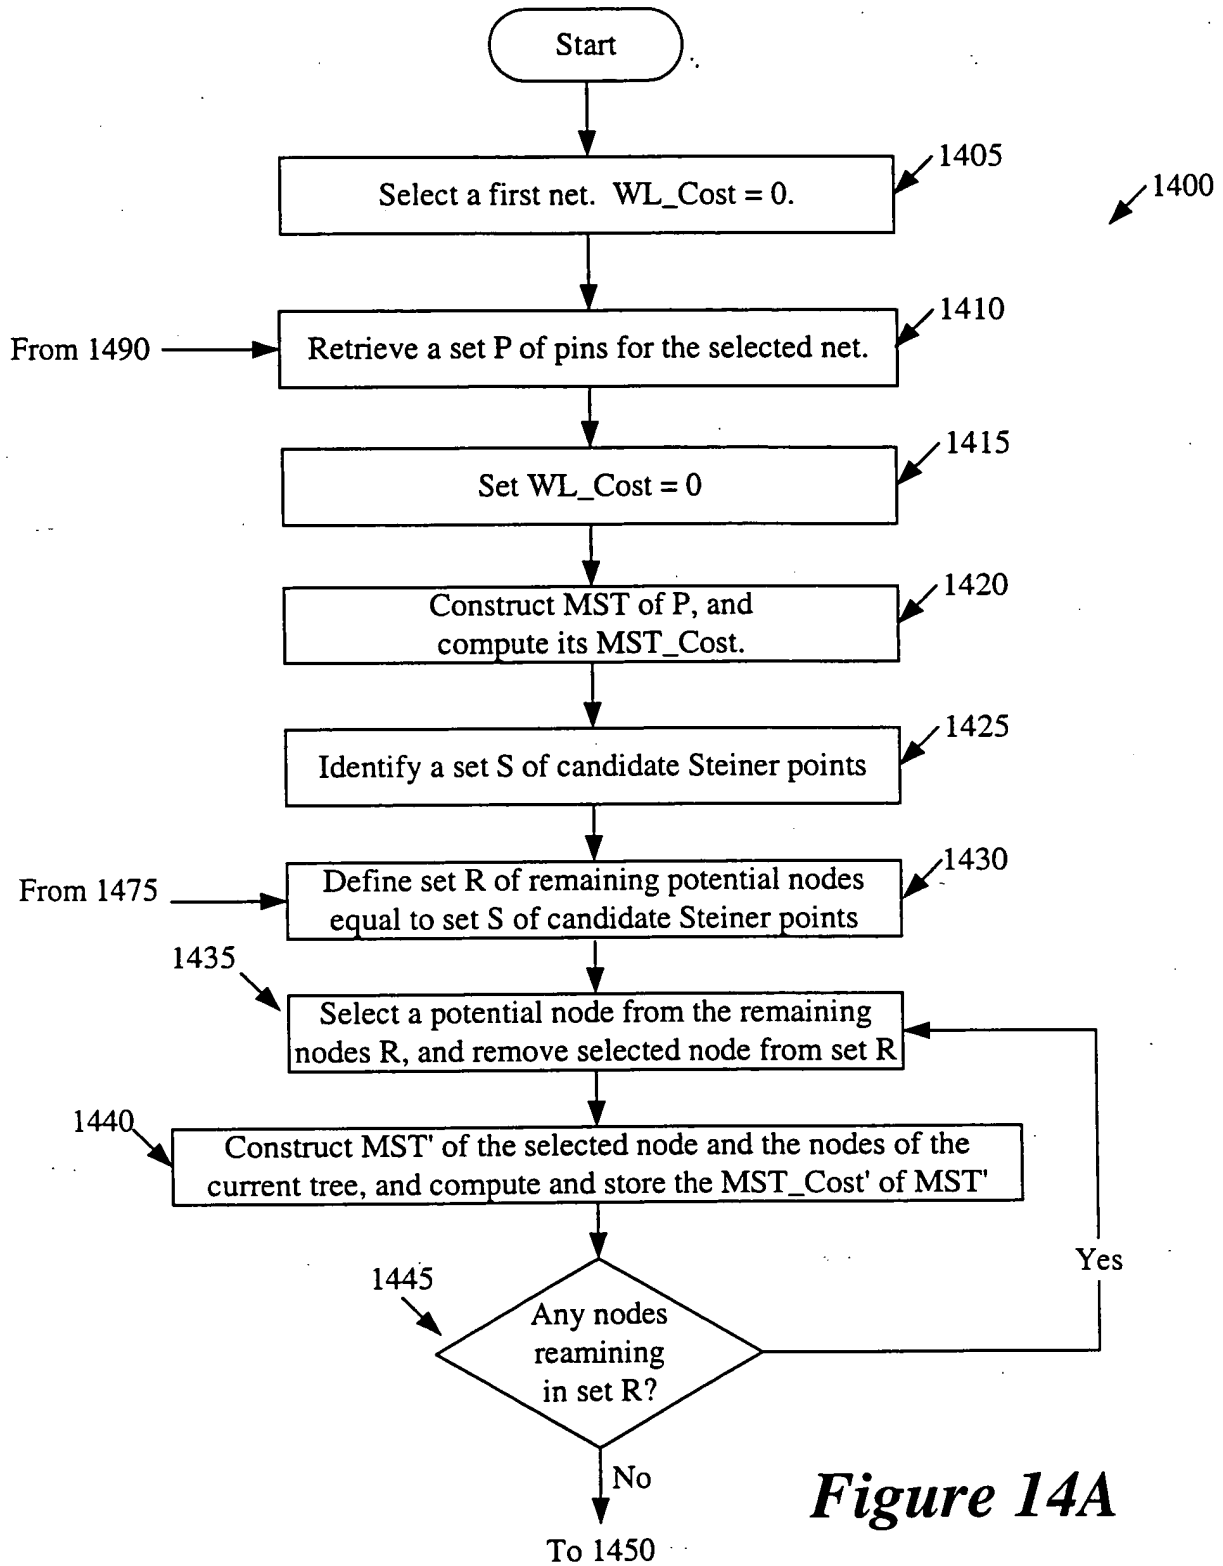 Start
1405
Select a first net.  WL_Cost = 0.
1400
1410
From 1490
Retrieve a set P of pins for the selected net.
1415
Set WL_Cost = 0
1420
Construct MST of P, and
compute its MST_Cost.
1425
Identify a set S of candidate Steiner points
1430
From 1475
Define set R of remaining potential nodes
equal to set S of candidate Steiner points
1435
Select a potential node from the remaining
nodes R, and remove selected node from set R
1440
Construct MST' of the selected node and the nodes of the
current tree, and compute and store the MST_Cost' of MST'
Yes
1445
Any nodes
reamining
in set R?
No
Figure 14A
To 1450